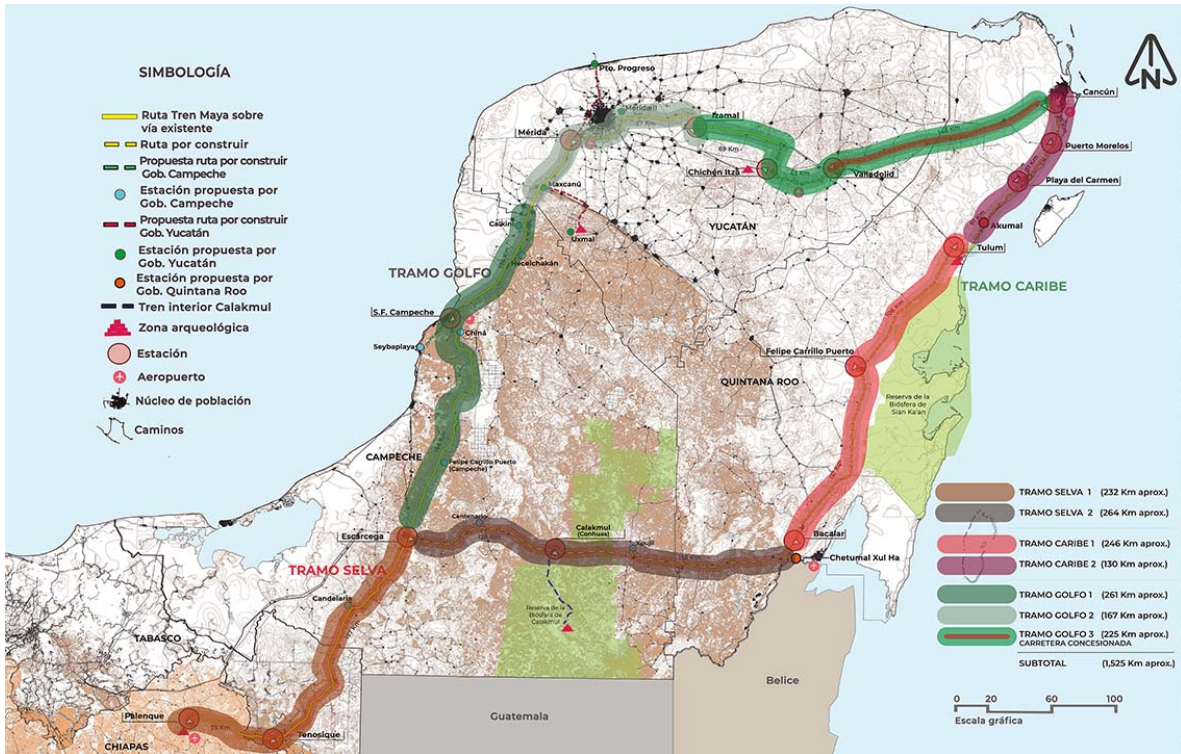 SIMBOLOGÍA
Ruta Tren Maya sobre
vía existente
Ruta por construir
Propuesta ruta por construir
Gob. Campeche
Estación propuesta por
Gob. Campeche
Propuesta ruta por construir
Gob. Yucatán
Estación propuesta por
Gob. Yucatán
Estación propuesta por
Gob. Quintana Roo
Tren interior Calakmul
Zona arqueológica
Estación
Aeropuerto
Núcleo de población
Caminos
N
Pto. Progreso
Mérida II
Mérida
Izamal
69 Km
Cancún
Puerto Morelos
Chichén Itzá
Valladolid
Playa del Carmen
Maxcanú
Calkiní
Uxmal
YUCATÁN
Akumal
Tulum
Hecelchakán
TRAMO GOLFO
TRAMO CARIBE
S.F. Campeche
Chiná
Seybaplaya
Felipe Carrillo Puerto
QUINTANA ROO
Reserva de la
Biósfera de
Sian Ka'an
CAMPECHE
Felipe Carrillo Puerto
(Campeche)
Centenario
Escárcega
Calakmul
(Conhuas)
Xpujil
Bacalar
Chetumal Xul Ha
TRAMO SELVA
Candelaria
Reserva de la
Biósfera de
Calakmul
TABASCO
Palenque
Tenosique
CHIAPAS
Guatemala
Belice
TRAMO SELVA 1 (232 Km aprox.)
TRAMO SELVA 2 (264 Km aprox.)
TRAMO CARIBE 1 (246 Km aprox.)
TRAMO CARIBE 2 (130 Km aprox.)
TRAMO GOLFO 1 (261 Km aprox.)
TRAMO GOLFO 2 (167 Km aprox.)
TRAMO GOLFO 3 (225 Km aprox.)
CARRETERA CONCESIONADA
SUBTOTAL (1,525 Km aprox.)
0 20 60 100
Escala gráfica